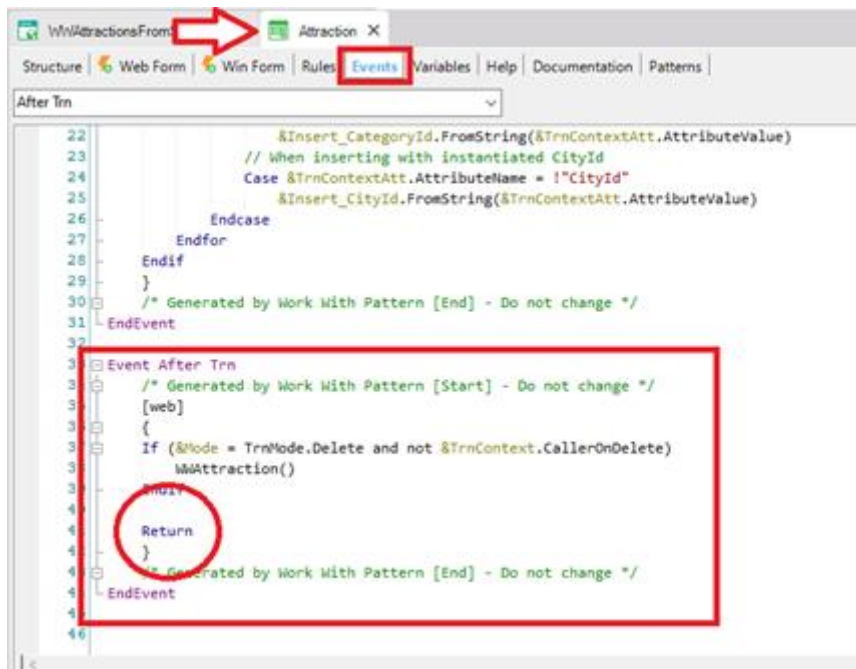 WWAttractionsFrom
Attraction X
Structure | Web Form | Win Form | Rules | Events | Variables | Help | Documentation | Patterns |
After Trn
22 &Insert_CategoryId.FromString(&TrnContextAtt.AttributeValue)
23 // When inserting with instantiated CityId
24 Case &TrnContextAtt.AttributeName = !"CityId"
25 &Insert_CityId.FromString(&TrnContextAtt.AttributeValue)
26 Endcase
27 Endfor
28 Endif
29 }
30 /* Generated by Work With Pattern [End] - Do not change */
31 EndEvent
32
Event After Trn
/* Generated by Work With Pattern [Start] - Do not change */
[web]
{
If (&Mode = TrnMode.Delete and not &TrnContext.CallerOnDelete)
WWAttraction()
Endif
Return
}
/* Generated by Work With Pattern [End] - Do not change */
EndEvent
46